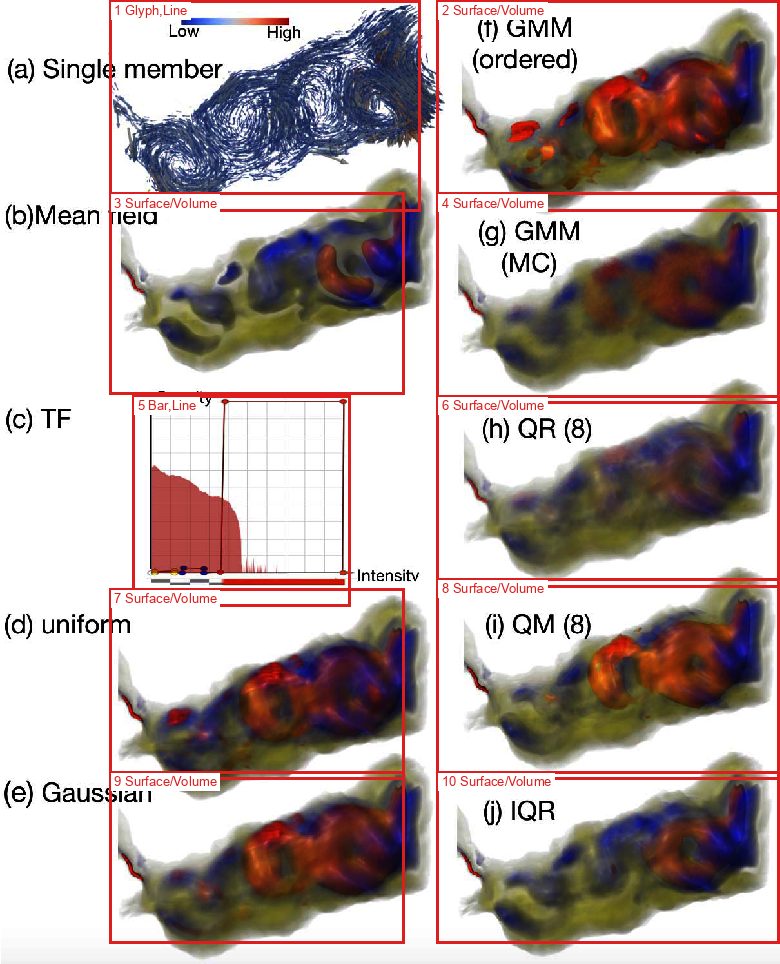 1 Glyph,Line
Low High
(a) Single member
2 Surface/Volume
(f) GMM
(ordered)
3 Surface/Volume
(b)Mean field
4 Surface/Volume
(g) GMM
(MC)
5 Bar,Line
(c) TF
Intensity
6 Surface/Volume
(h) QR (8)
7 Surface/Volume
(d) uniform
8 Surface/Volume
(i) QM (8)
9 Surface/Volume
(e) Gaussian
10 Surface/Volume
(j) IQR